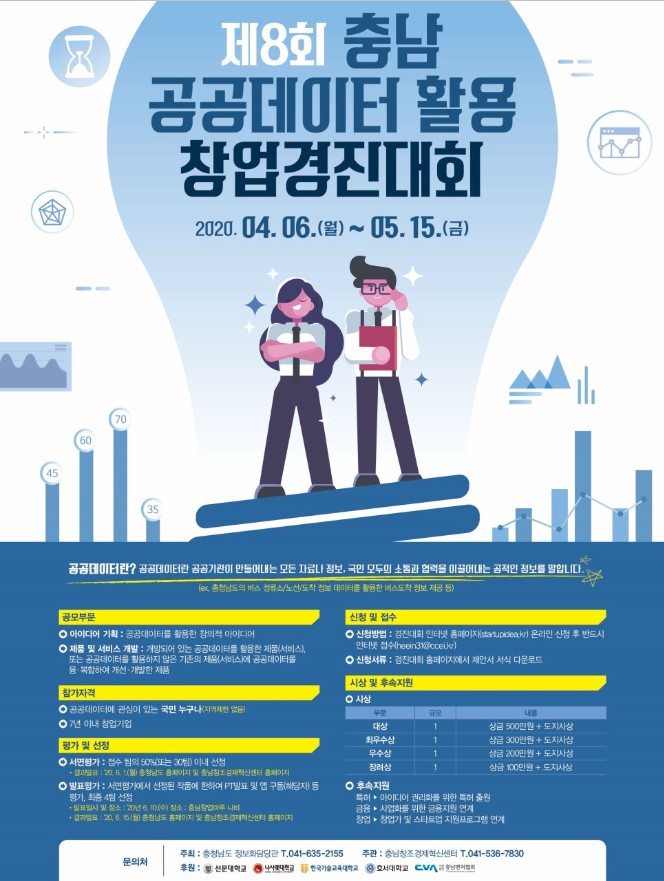 제8회 충남
공공데이터 활용
창업경진대회
2020. 04. 06.(월) ~ 05. 15.(금)
45
60
70
35
공공데이터란? 공공데이터란 공공기관이 만들어내는 모든 자료나 정보, 국민 모두의 소통과 협력을 이끌어내는 공적인 정보를 말합니다.
(ex. 충청남도의 버스 정류소/노선/도착 정보 데이터를 활용한 버스도착 정보 제공 등)
공모부문
아이디어 기획 : 공공데이터를 활용한 창의적 아이디어
제품 및 서비스 개발 : 개방되어 있는 공공데이터를 활용한 제품(서비스),
또는 공공데이터를 활용하지 않은 기존의 제품(서비스)에 공공데이터를
융·복합하여 개선·개발한 제품
참가자격
공공데이터에 관심이 있는 국민 누구나(지역제한 없음)
7년 이내 창업기업
평가 및 선정
서면평가 : 접수 팀의 50%(또는 30팀) 이내 선정
• 결과발표 : '20. 6. 1.(월) 충청남도 홈페이지 및 충남창조경제혁신센터 홈페이지
발표평가 : 서면평가에서 선정된 작품에 한하여 PT발표 및 앱 구동(해당자) 등
평가, 최종 4팀 선정
• 발표일시 및 장소 : '20년 6. 10.(수) 장소 : 충남창업마루 나비
• 결과발표 : '20. 6. 15.(월) 충청남도 홈페이지 및 충남창조경제혁신센터 홈페이지
신청 및 접수
신청방법 : 경진대회 인터넷 홈페이지(startupidea.kr) 온라인 신청 후 반드시
인터넷 접수(heein31@ccei.kr)
신청서류 : 경진대회 홈페이지에서 제안서 서식 다운로드
시상 및 후속지원
시상
부문 규모 내용
대상 1 상금 500만원 + 도지사상
최우수상 1 상금 300만원 + 도지사상
우수상 1 상금 200만원 + 도지사상
장려상 1 상금 100만원 + 도지사상
후속지원
특허 ▶ 아이디어 권리화를 위한 특허 출원
금융 ▶ 사업화를 위한 금융지원 연계
창업 ▶ 창업가 및 스타트업 지원프로그램 연계
문의처
주최 : 충청남도 정보화담당관 T.041-635-2155 주관 : 충남창조경제혁신센터 T.041-536-7830
후원 : 선문대학교 나사렛대학교 한국기술교육대학교 호서대학교 CVA 충남벤처협회